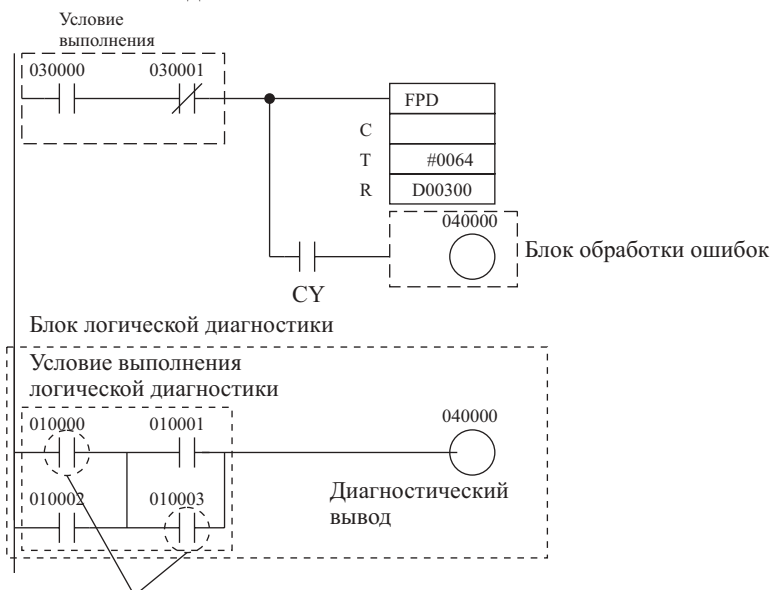 Условие
выполнения
030000 030001
FPD
C
T #0064
R D00300
040000
Блок обработки ошибок
CY
Блок логической диагностики
Условие выполнения
логической диагностики
010000 010001 040000
010002 010003
Диагностический
вывод